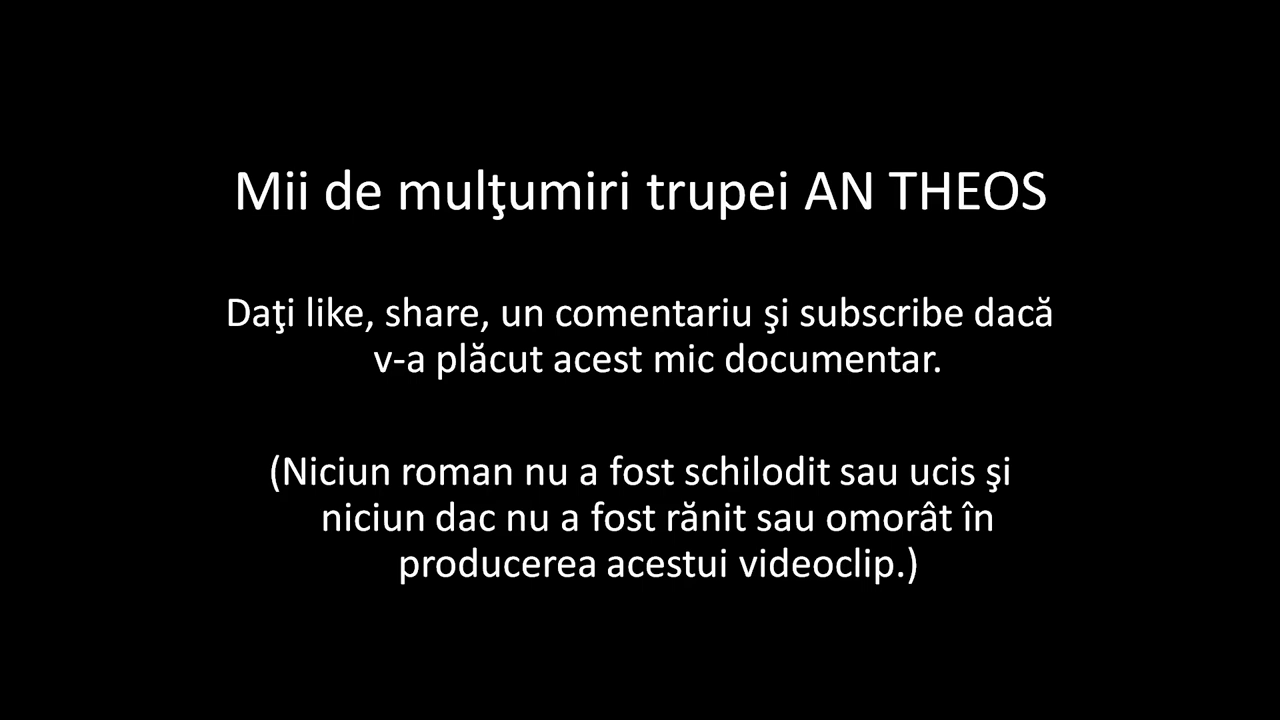 Mii de mulţumiri trupei AN THEOS
Daţi like, share, un comentariu şi subscribe dacă
v-a plăcut acest mic documentar.
(Niciun roman nu a fost schilodit sau ucis şi
niciun dac nu a fost rănit sau omorât în
producerea acestui videoclip.)